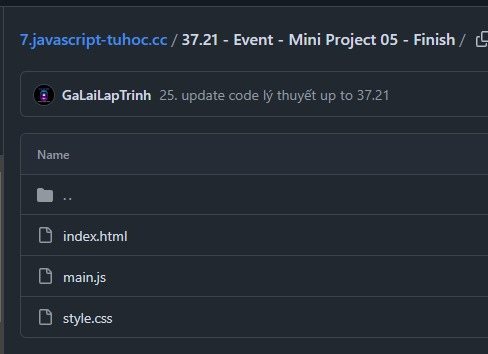 7.javascript-tuhoc.cc / 37.21 - Event - Mini Project 05 - Finish /
GaLaiLapTrinh 25. update code lý thuyết up to 37.21
Name
..
index.html
main.js
style.css